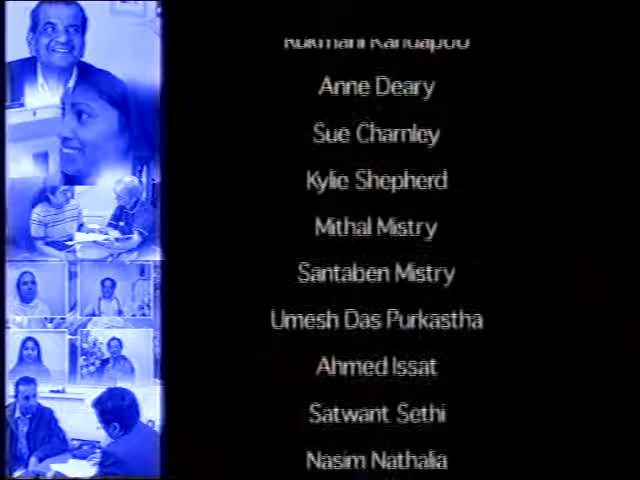 Anne Deary
Sue Charnley
Kylie Shepherd
Mithal Mistry
Santaben Mistry
Umesh Das Purkastha
Ahmed Issat
Satwant Sethi
Nasim Nathalia